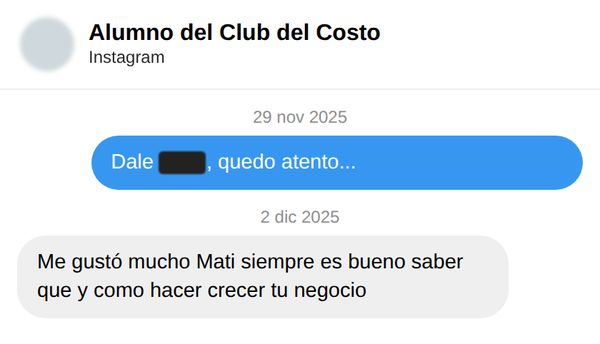 Alumno del Club del Costo
Instagram
29 nov 2025
Dale , quedo atento...
2 dic 2025
Me gustó mucho Mati siempre es bueno saber
que y como hacer crecer tu negocio